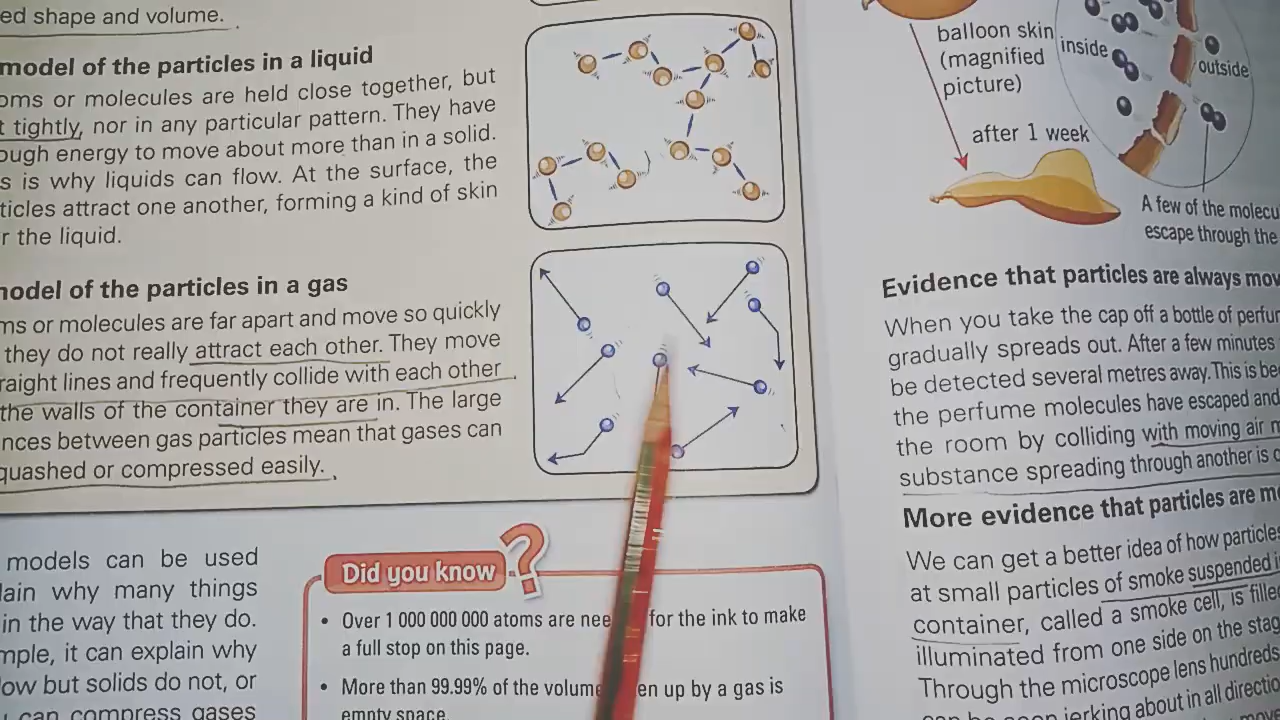 ed shape and volume.
model of the particles in a liquid
oms or molecules are held close together, but
t tightly, nor in any particular pattern. They have
ough energy to move about more than in a solid.
s is why liquids can flow. At the surface, the
ticles attract one another, forming a kind of skin
r the liquid.
nodel of the particles in a gas
ms or molecules are far apart and move so quickly
they do not really attract each other. They move
raight lines and frequently collide with each other
the walls of the container they are in. The large
nces between gas particles mean that gases can
quashed or compressed easily.
models can be used
lain why many things
in the way that they do.
mple, it can explain why
ow but solids do not, or
can compress gases
Did you know ?
• Over 1 000 000 000 atoms are nee for the ink to make
a full stop on this page.
• More than 99.99% of the volume en up by a gas is
empty space.
balloon skin
(magnified
picture)
inside
outside
after 1 week
A few of the molecu
escape through the
Evidence that particles are always mov
When you take the cap off a bottle of perfur
gradually spreads out. After a few minutes
be detected several metres away. This is be
the perfume molecules have escaped and
the room by colliding with moving air m
substance spreading through another is c
More evidence that particles are mo
We can get a better idea of how particles
at small particles of smoke suspended i
container, called a smoke cell, is fille
illuminated from one side on the stag
Through the microscope lens hundreds
can be seen jerking about in all directio